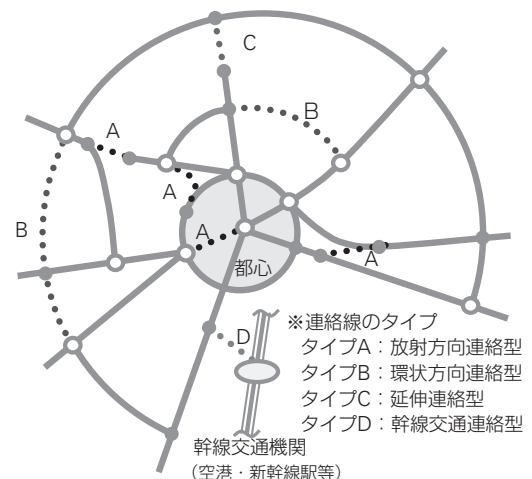 C
B
A
A
A
B
A
都心
D
※連絡線のタイプ
タイプA：放射方向連絡型
タイプB：環状方向連絡型
タイプC：延伸連絡型
タイプD：幹線交通連絡型
幹線交通機関
（空港・新幹線駅等）